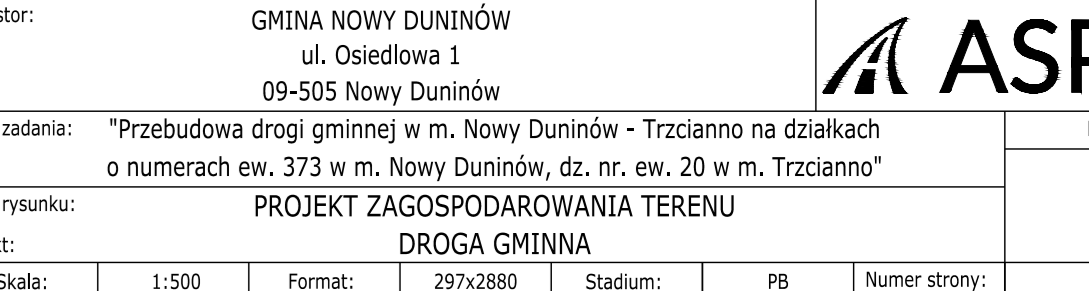 stor:
GMINA NOWY DUNINÓW
ul. Osiedlowa 1
09-505 Nowy Duninów
zadania:
"Przebudowa drogi gminnej w m. Nowy Duninów - Trzcianno na działkach
o numerach ew. 373 w m. Nowy Duninów, dz. nr. ew. 20 w m. Trzcianno"
rysunku:
PROJEKT ZAGOSPODAROWANIA TERENU
DROGA GMINNA
Skala: 1:500 Format: 297x2880 Stadium: PB Numer strony: